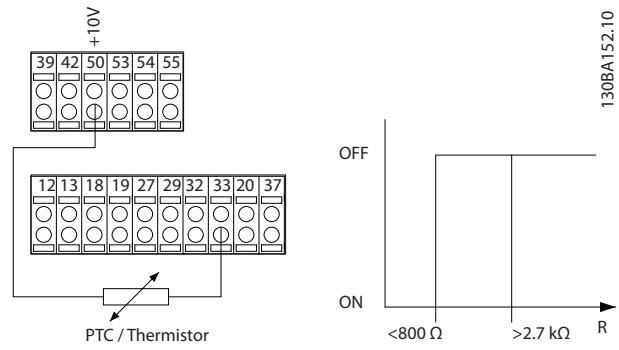 +10V
39 42 50 53 54 55
12 13 18 19 27 29 32 33 20 37
PTC / Thermistor
130BA152.10
OFF
ON
<800 Ω >2.7 kΩ R